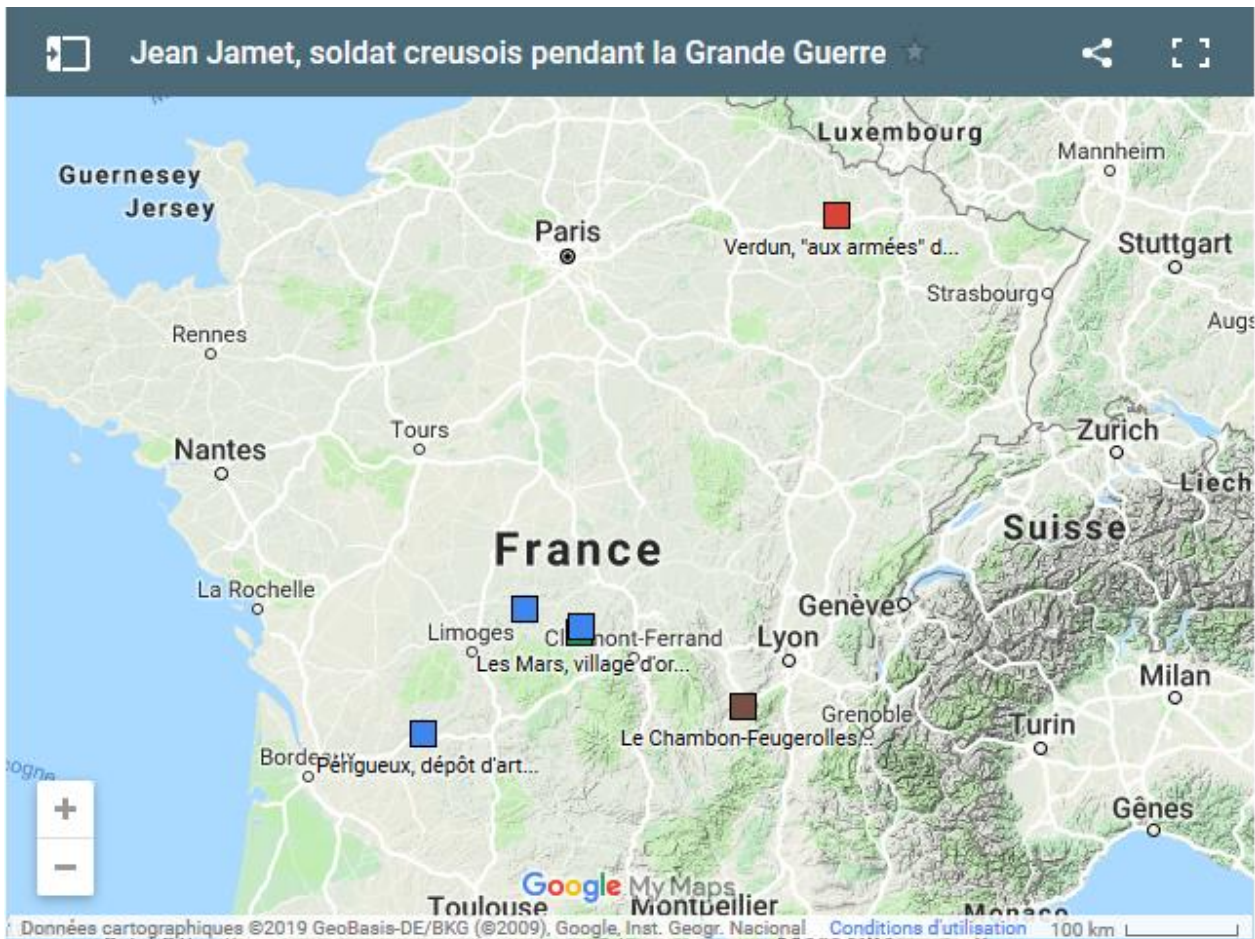 Jean Jamet, soldat creusois pendant la Grande Guerre
Luxembourg
Mannheim
Guernesey
Jersey
Paris
Verdun, "aux armées" d...
Stuttgart
Strasbourg
Augs
Rennes
Tours
Zurich
Nantes
Liech
Suisse
France
La Rochelle
Genève
Limoges
Lyon
Les Mars, village d'or...
Milan
Grenoble
Turin
Le Chambon-Feugerolles...
Bordeaux
Périgueux, dépôt d'art...
ogne
+
Gênes
−
Google My Maps
Toulouse
Montpellier
Monaco
Données cartographiques ©2019 GeoBasis-DE/BKG (©2009), Google, Inst. Geogr. Nacional
Conditions d'utilisation
100 km